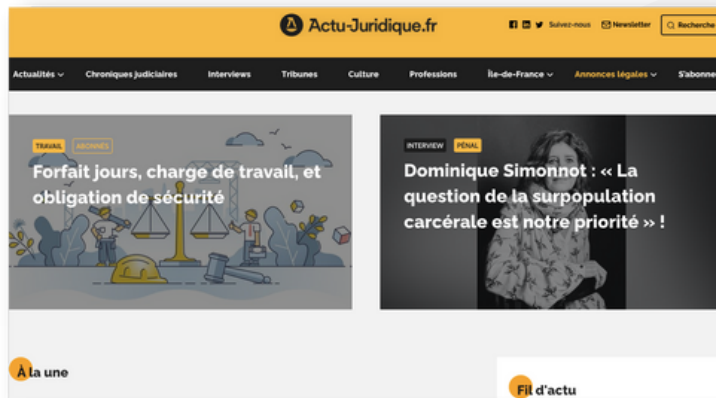 Actu-Juridique.fr
Suivez-nous Newsletter Recherche
Actualités Chroniques judiciaires Interviews Tribunes Culture Professions Île-de-France Annonces légales S'abonne
TRAVAIL ABONNÉS
Forfait jours, charge de travail, et
obligation de sécurité
INTERVIEW PÉNAL
Dominique Simonnot : « La
question de la surpopulation
carcérale est notre priorité » !
À la une
Fil d'actu